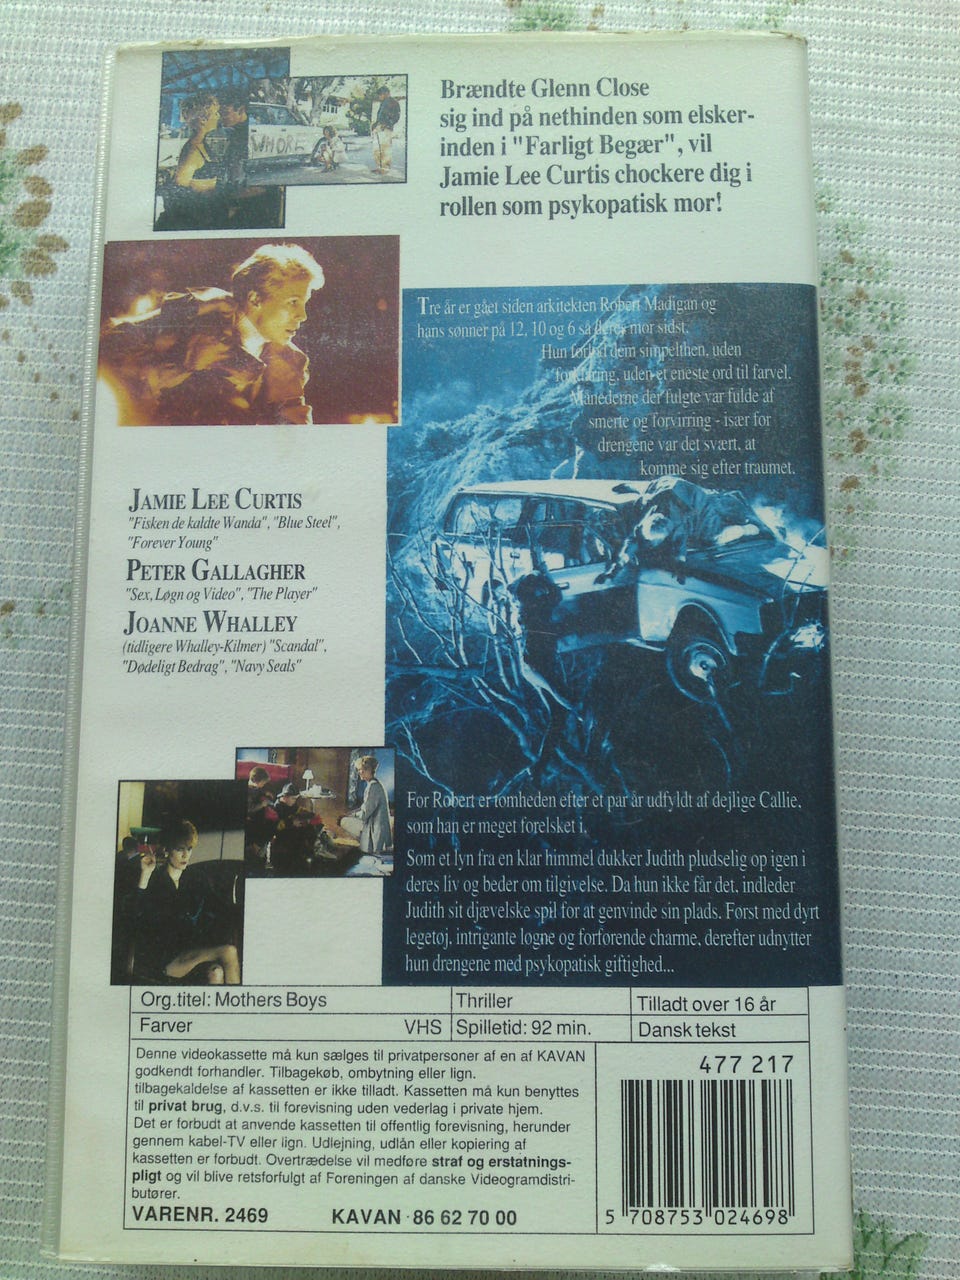 WHORE
Brændte Glenn Close
sig ind på nethinden som elsker-
inden i "Farligt Begær", vil
Jamie Lee Curtis chockere dig i
rollen som psykopatisk mor!
Tre år er gået siden arkitekten Robert Madigan og
hans sønner på 12, 10 og 6 så deres mor sidst.
Hun forlod dem simpelthen, uden
forklaring, uden et eneste ord til farvel.
Månederne der fulgte var fulde af
smerte og forvirring - især for
drengene var det svært, at
komme sig efter traumet.
JAMIE LEE CURTIS
"Fisken de kaldte Wanda", "Blue Steel",
"Forever Young"
PETER GALLAGHER
"Sex, Løgn og Video", "The Player"
JOANNE WHALLEY
(tidligere Whalley-Kilmer) "Scandal",
"Dødeligt Bedrag", "Navy Seals"
For Robert er tomheden efter et par år udfyldt af dejlige Callie,
som han er meget forelsket i.
Som et lyn fra en klar himmel dukker Judith pludselig op igen i
deres liv og beder om tilgivelse. Da hun ikke får det, indleder
Judith sit djævelske spil for at genvinde sin plads. Først med dyrt
legetøj, intrigante løgne og forførende charme, derefter udnytter
hun drengene med psykopatisk giftighed...
Org.titel: Mothers Boys Thriller Tilladt over 16 år
Farver VHS Spilletid: 92 min. Dansk tekst
Denne videokassette må kun sælges til privatpersoner af en af KAVAN
godkendt forhandler. Tilbagekøb, ombytning eller lign.
tilbagekaldelse af kassetten er ikke tilladt. Kassetten må kun benyttes
til privat brug, d.v.s. til forevisning uden vederlag i private hjem.
Det er forbudt at anvende kassetten til offentlig forevisning, herunder
gennem kabel-TV eller lign. Udlejning, udlån eller kopiering af
kassetten er forbudt. Overtrædelse vil medføre straf og erstatnings-
pligt og vil blive retsforfulgt af Foreningen af danske Videogramdistri-
butører.
VARENR. 2469 KAVAN · 86 62 70 00
477 217
5 708753 024698